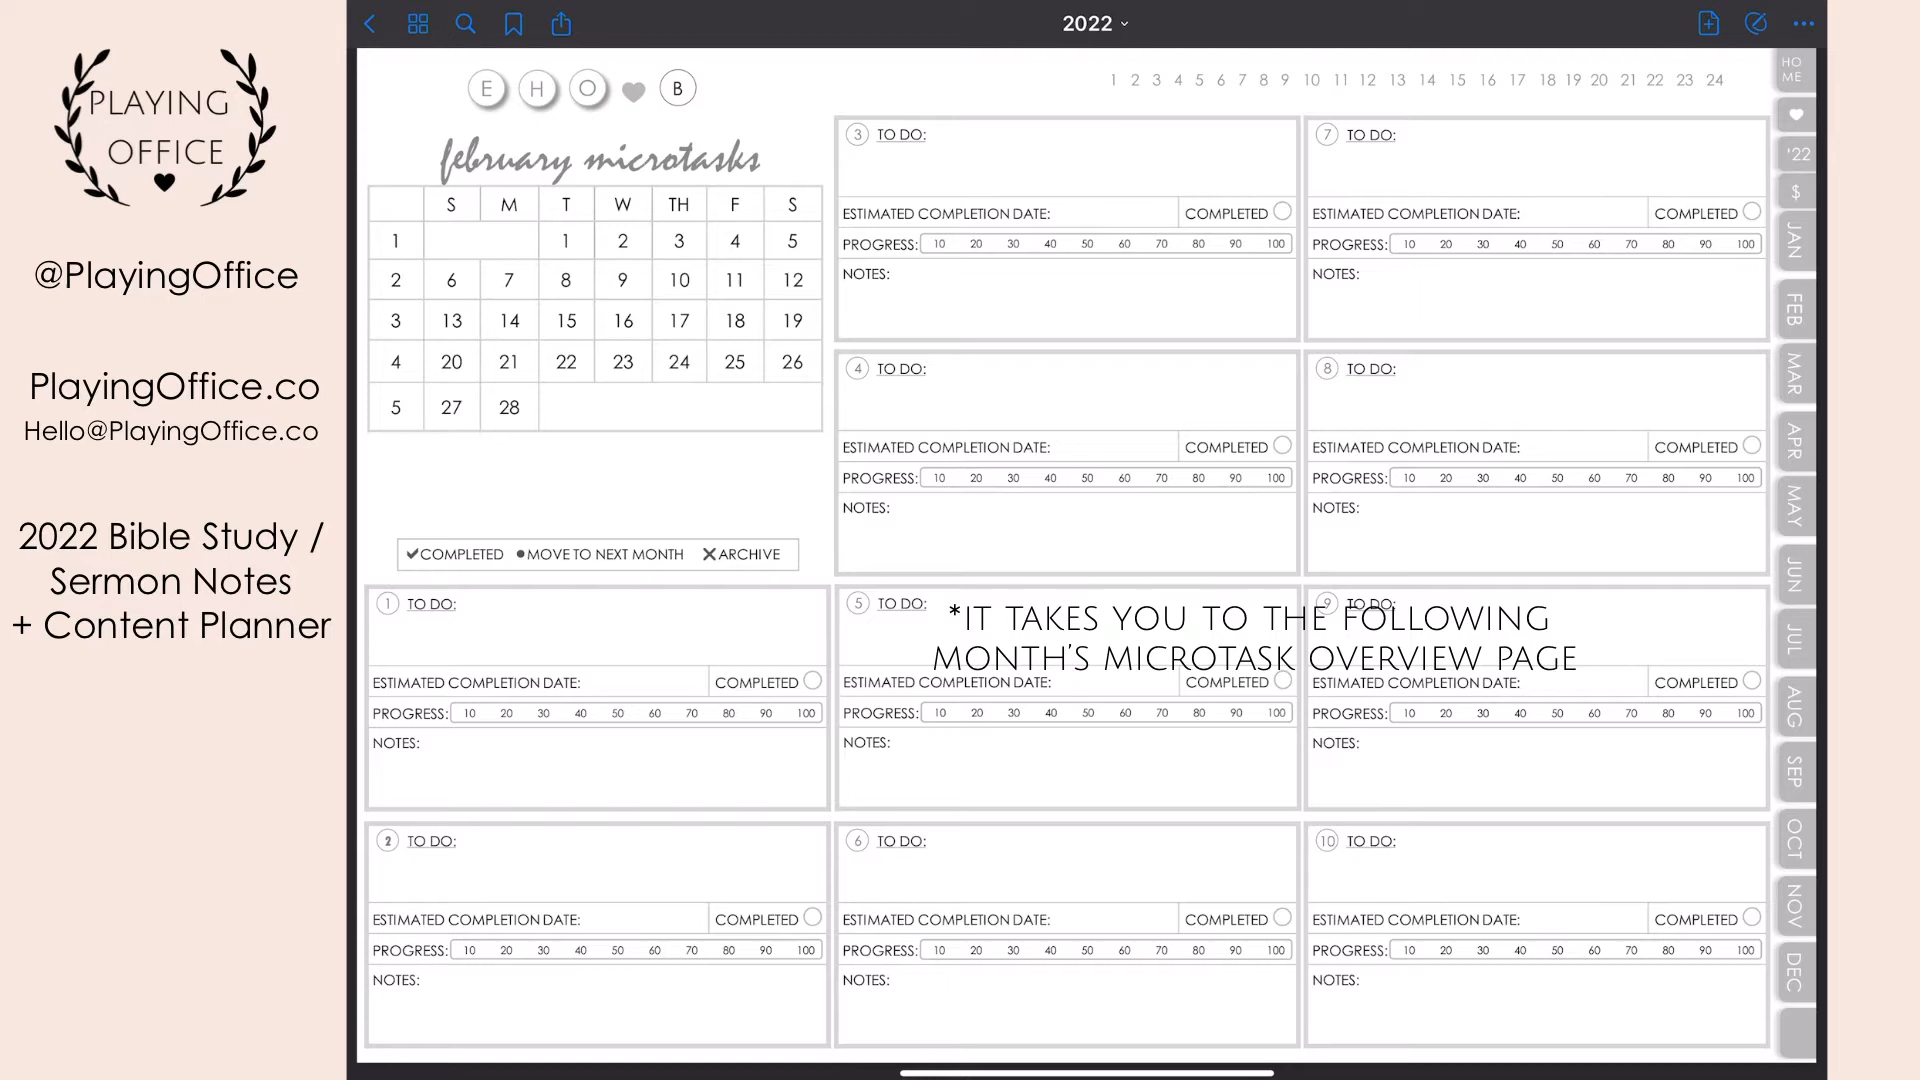 PLAYING
OFFICE
@PlayingOffice
PlayingOffice.co
Hello@PlayingOffice.co
2022 Bible Study /
Sermon Notes
+ Content Planner
2022
E H O B
1 2 3 4 5 6 7 8 9 10 11 12 13 14 15 16 17 18 19 20 21 22 23 24
february microtasks
S M T W TH F S
1 1 2 3 4 5
2 6 7 8 9 10 11 12
3 13 14 15 16 17 18 19
4 20 21 22 23 24 25 26
5 27 28
✔COMPLETED ●MOVE TO NEXT MONTH ✕ARCHIVE
1 TO DO:
ESTIMATED COMPLETION DATE: COMPLETED
PROGRESS: 10 20 30 40 50 60 70 80 90 100
NOTES:
2 TO DO:
ESTIMATED COMPLETION DATE: COMPLETED
PROGRESS: 10 20 30 40 50 60 70 80 90 100
NOTES:
3 TO DO:
ESTIMATED COMPLETION DATE: COMPLETED
PROGRESS: 10 20 30 40 50 60 70 80 90 100
NOTES:
4 TO DO:
ESTIMATED COMPLETION DATE: COMPLETED
PROGRESS: 10 20 30 40 50 60 70 80 90 100
NOTES:
5 TO DO:
ESTIMATED COMPLETION DATE: COMPLETED
PROGRESS: 10 20 30 40 50 60 70 80 90 100
NOTES:
6 TO DO:
ESTIMATED COMPLETION DATE: COMPLETED
PROGRESS: 10 20 30 40 50 60 70 80 90 100
NOTES:
7 TO DO:
ESTIMATED COMPLETION DATE: COMPLETED
PROGRESS: 10 20 30 40 50 60 70 80 90 100
NOTES:
8 TO DO:
ESTIMATED COMPLETION DATE: COMPLETED
PROGRESS: 10 20 30 40 50 60 70 80 90 100
NOTES:
9 TO DO:
ESTIMATED COMPLETION DATE: COMPLETED
PROGRESS: 10 20 30 40 50 60 70 80 90 100
NOTES:
10 TO DO:
ESTIMATED COMPLETION DATE: COMPLETED
PROGRESS: 10 20 30 40 50 60 70 80 90 100
NOTES:
*IT TAKES YOU TO THE FOLLOWING
MONTH'S MICROTASK OVERVIEW PAGE
HO
ME
'22
$
JAN
FEB
MAR
APR
MAY
JUN
JUL
AUG
SEP
OCT
NOV
DEC